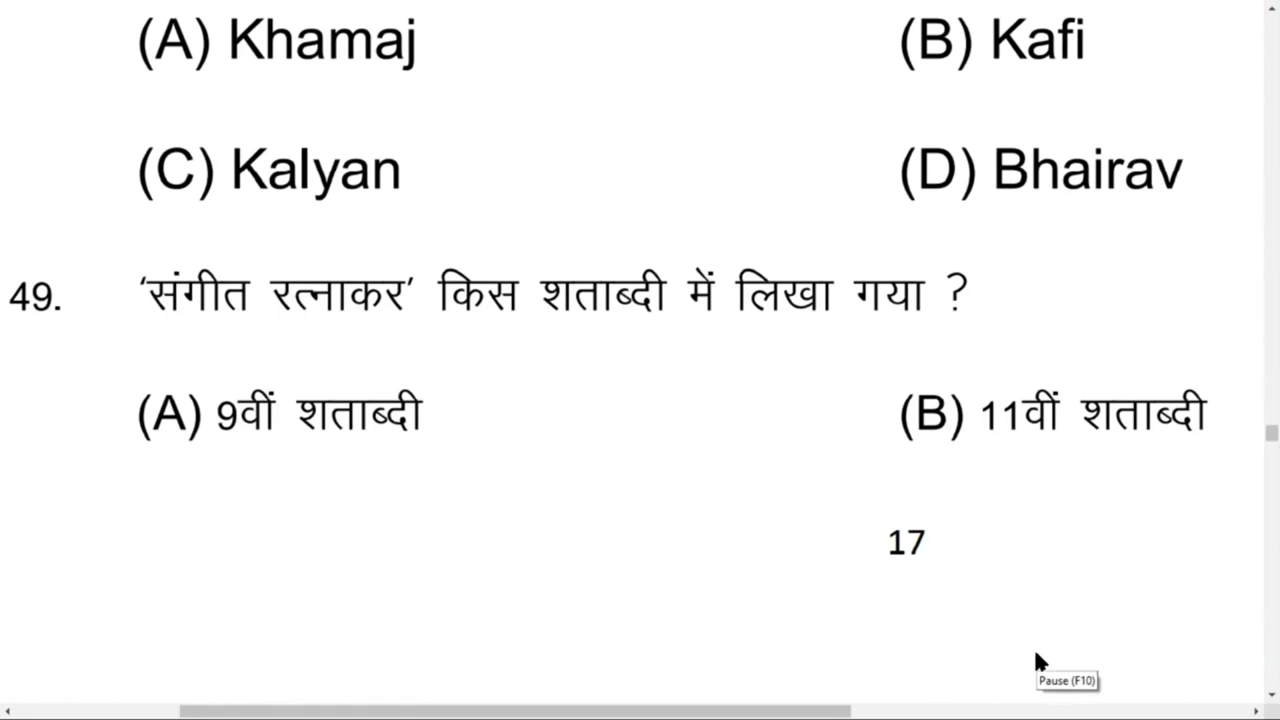 (A) Khamaj (B) Kafi
(C) Kalyan (D) Bhairav
49. ‘संगीत रत्नाकर’ किस शताब्दी में लिखा गया ?
(A) 9वीं शताब्दी (B) 11वीं शताब्दी
17
Pause (F10)